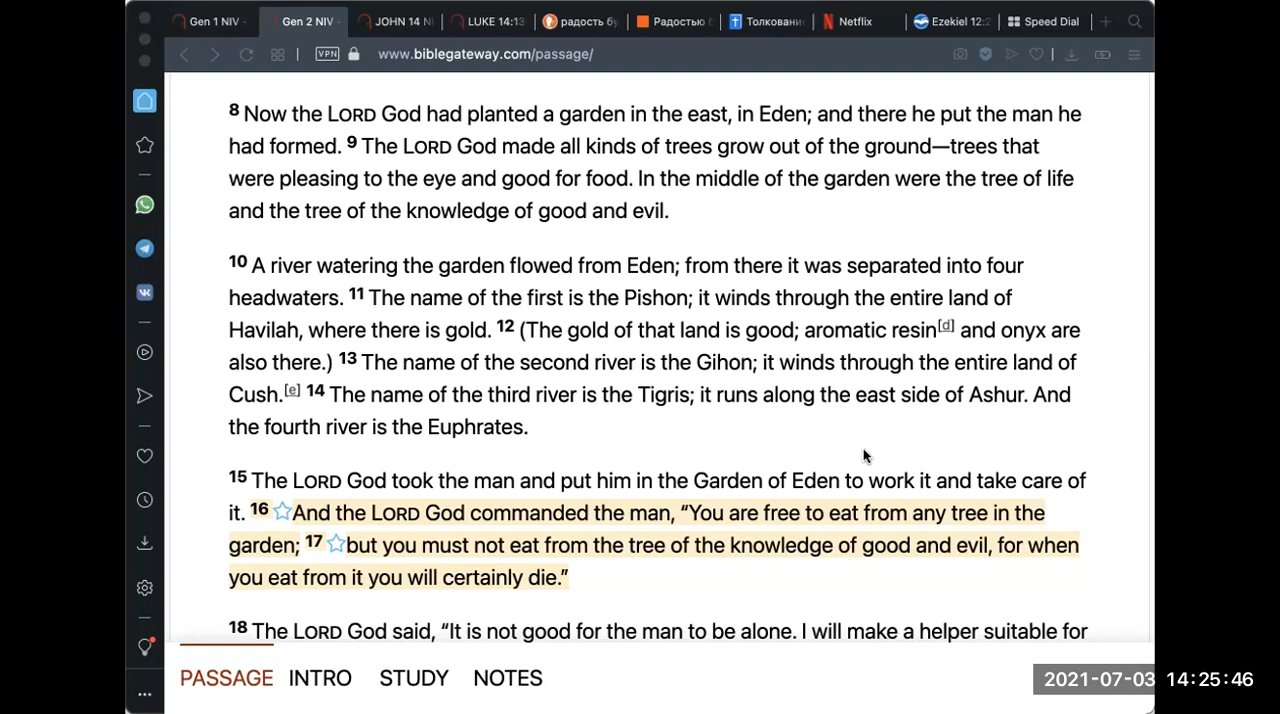 Gen 1 NIV
Gen 2 NIV
JOHN 14 N
LUKE 14:13
радость бу
Радостью б
Толковани
Netflix
Ezekiel 12:2
Speed Dial
VPN
www.biblegateway.com/passage/
8 Now the LORD God had planted a garden in the east, in Eden; and there he put the man he
had formed. 9 The LORD God made all kinds of trees grow out of the ground—trees that
were pleasing to the eye and good for food. In the middle of the garden were the tree of life
and the tree of the knowledge of good and evil.
10 A river watering the garden flowed from Eden; from there it was separated into four
headwaters. 11 The name of the first is the Pishon; it winds through the entire land of
Havilah, where there is gold. 12 (The gold of that land is good; aromatic resin[d] and onyx are
also there.) 13 The name of the second river is the Gihon; it winds through the entire land of
Cush.[e] 14 The name of the third river is the Tigris; it runs along the east side of Ashur. And
the fourth river is the Euphrates.
15 The LORD God took the man and put him in the Garden of Eden to work it and take care of
it. 16 And the LORD God commanded the man, “You are free to eat from any tree in the
garden; 17 but you must not eat from the tree of the knowledge of good and evil, for when
you eat from it you will certainly die.”
18 The LORD God said, “It is not good for the man to be alone. I will make a helper suitable for
PASSAGE INTRO STUDY NOTES
2021-07-03 14:25:46